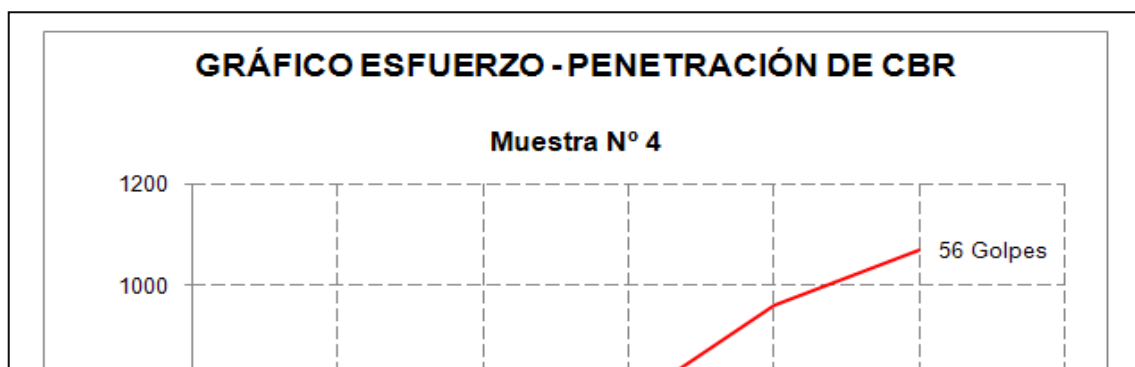 GRÁFICO ESFUERZO - PENETRACIÓN DE CBR
Muestra Nº 4
1200
56 Golpes
1000